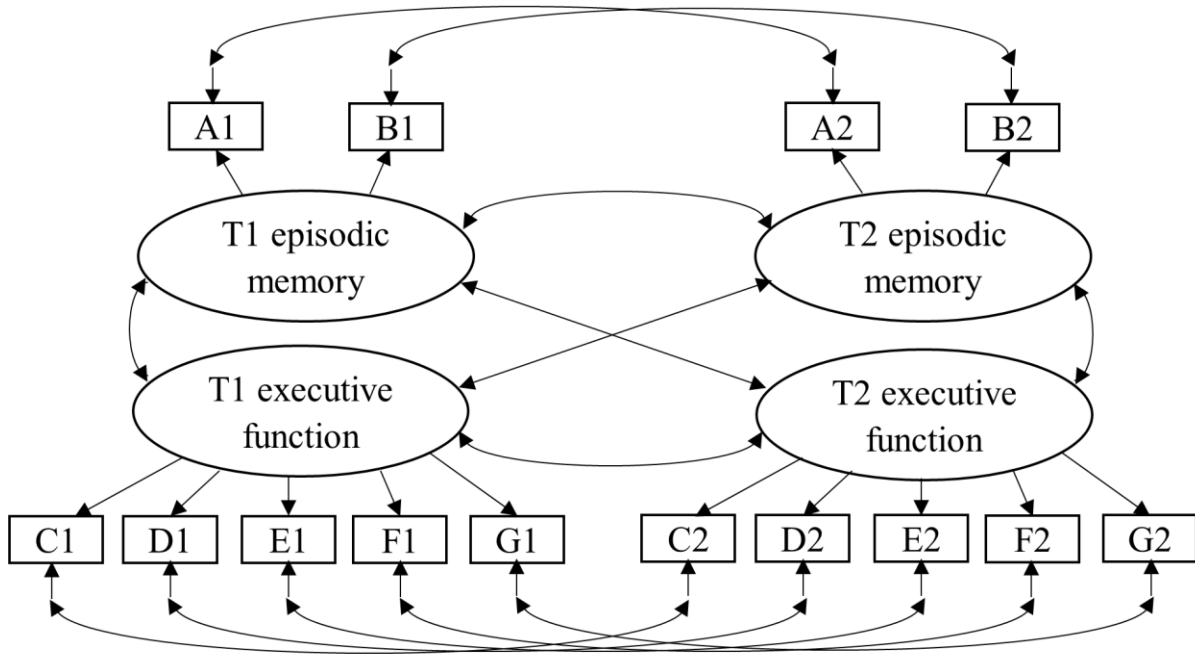 A1
B1
A2
B2
T1 episodic
memory
T2 episodic
memory
T1 executive
function
T2 executive
function
C1
D1
E1
F1
G1
C2
D2
E2
F2
G2